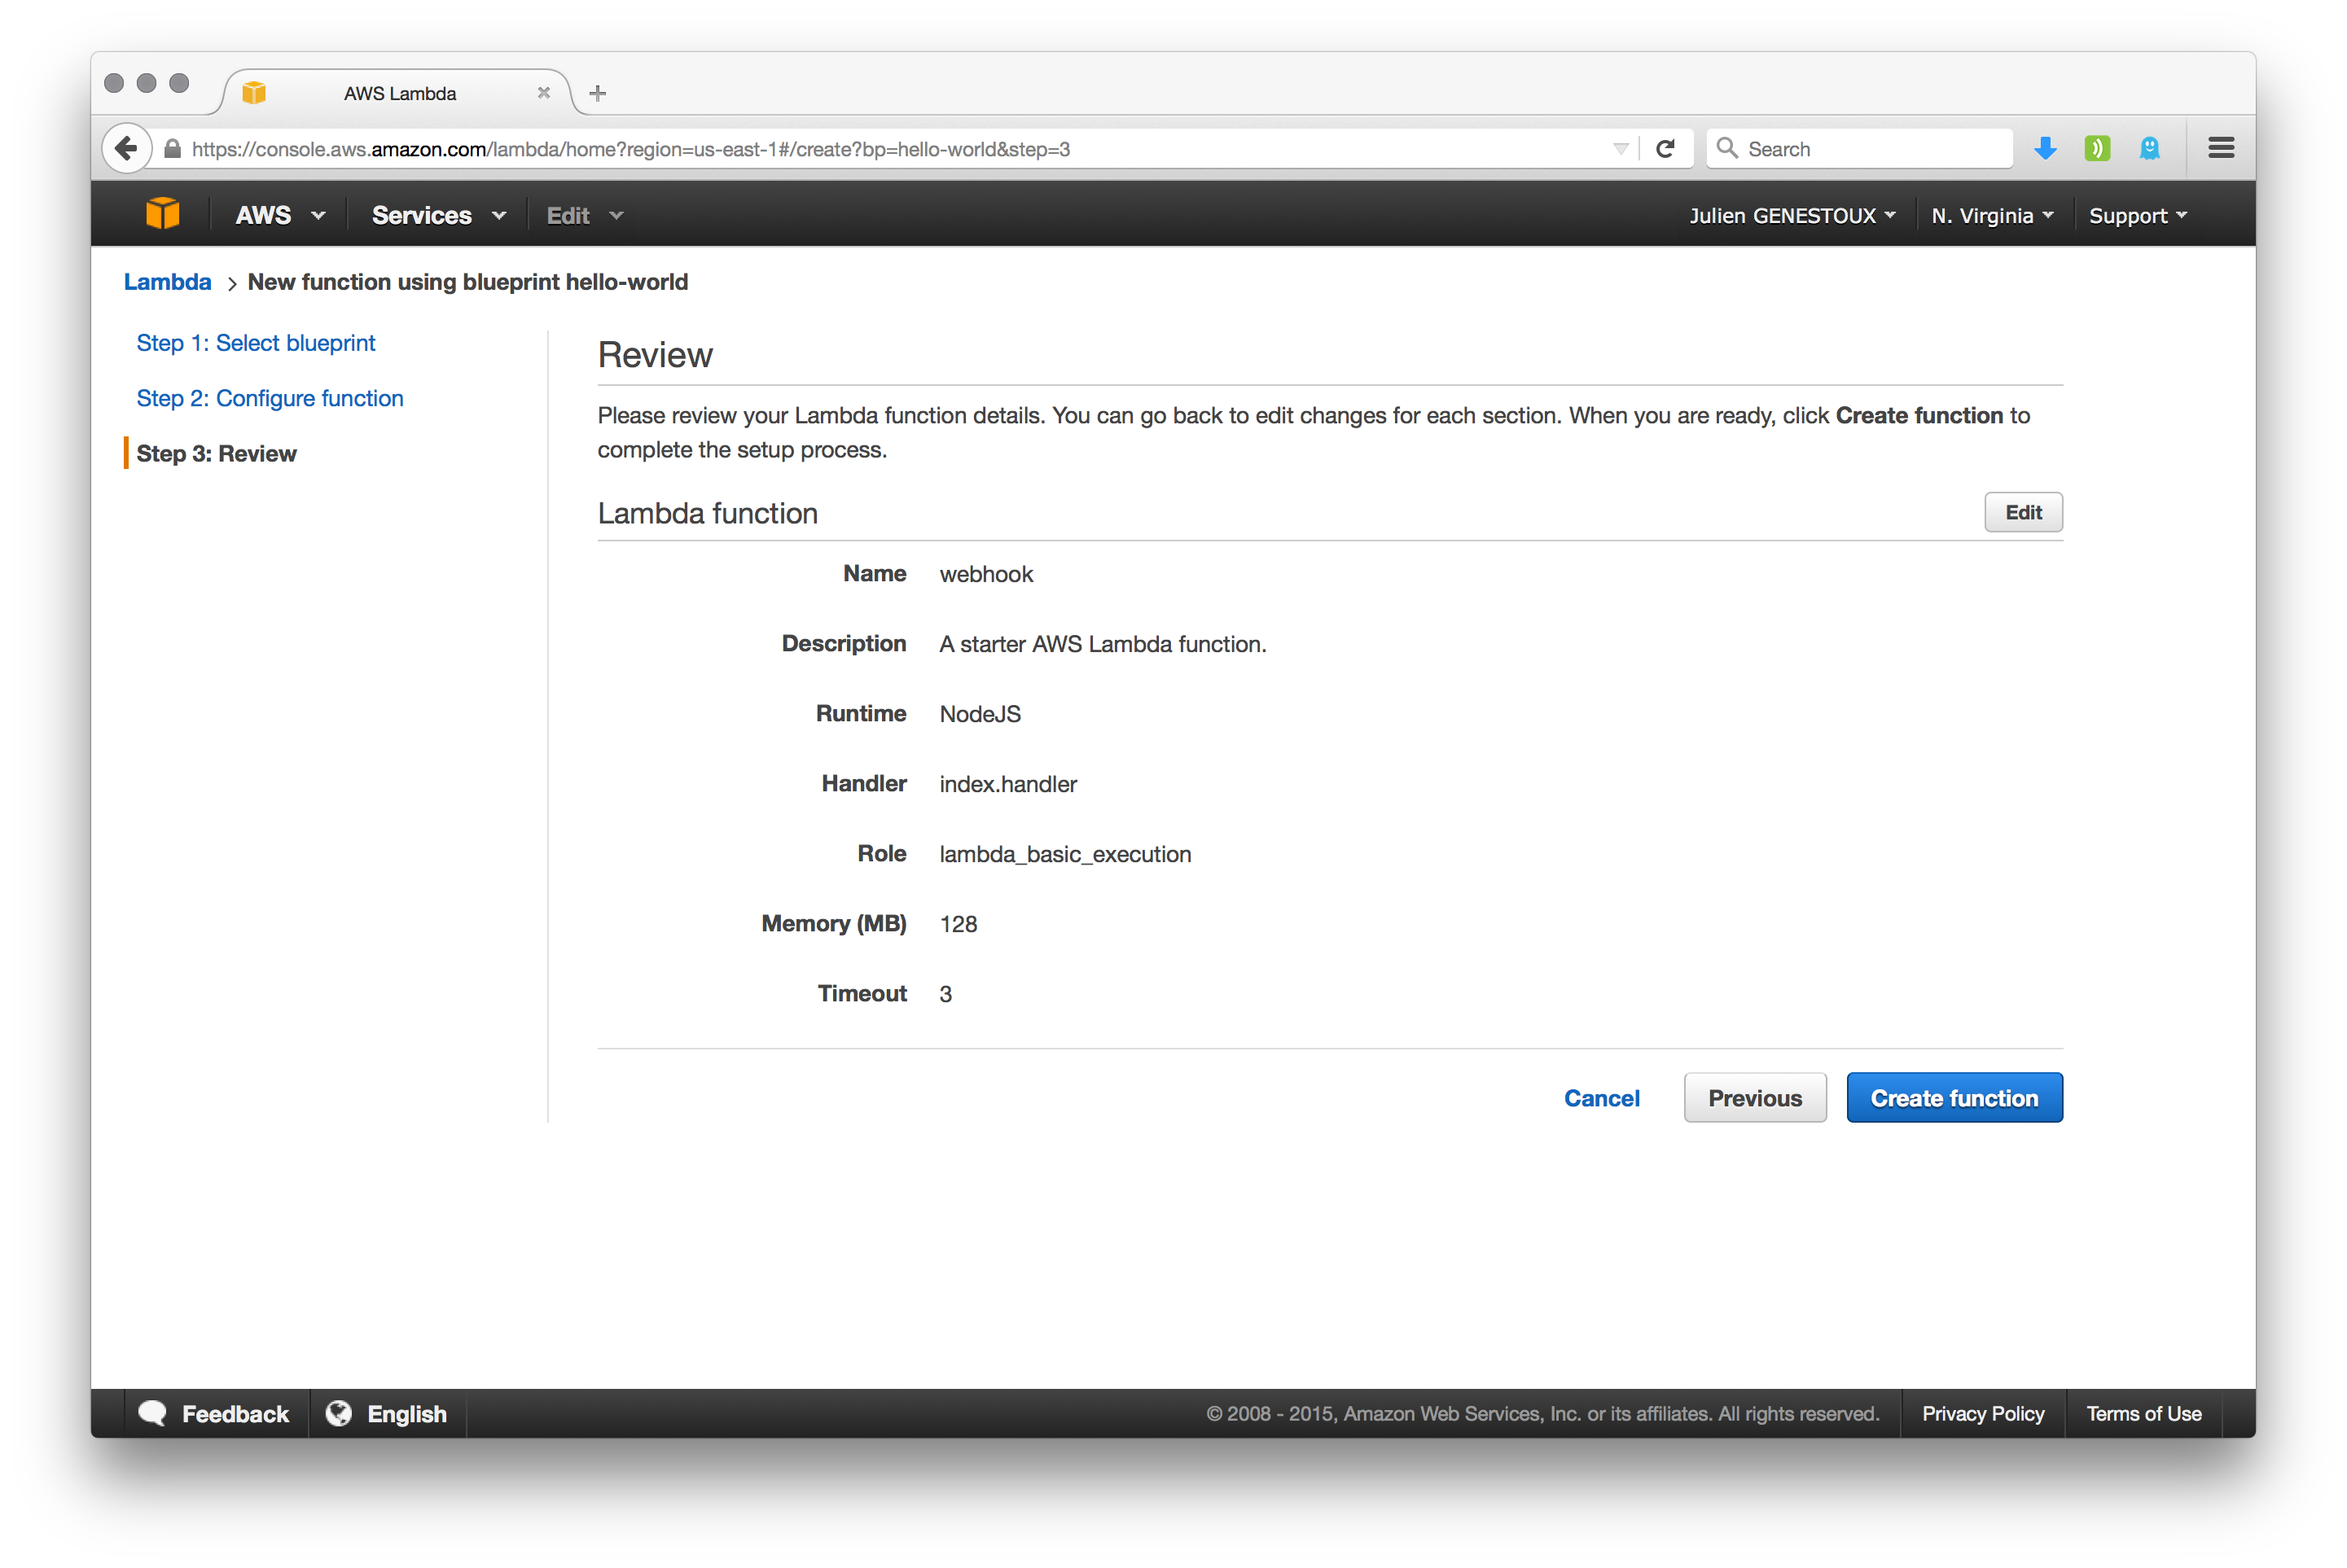 AWS Lambda
https://console.aws.amazon.com/lambda/home?region=us-east-1#/create?bp=hello-world&step=3
Search
AWS Services Edit Julien GENESTOUX N. Virginia Support
Lambda > New function using blueprint hello-world
Step 1: Select blueprint
Step 2: Configure function
Step 3: Review
Review
Please review your Lambda function details. You can go back to edit changes for each section. When you are ready, click Create function to
complete the setup process.
Lambda function Edit
Name webhook
Description A starter AWS Lambda function.
Runtime NodeJS
Handler index.handler
Role lambda_basic_execution
Memory (MB) 128
Timeout 3
Cancel Previous Create function
Feedback English © 2008 - 2015, Amazon Web Services, Inc. or its affiliates. All rights reserved. Privacy Policy Terms of Use